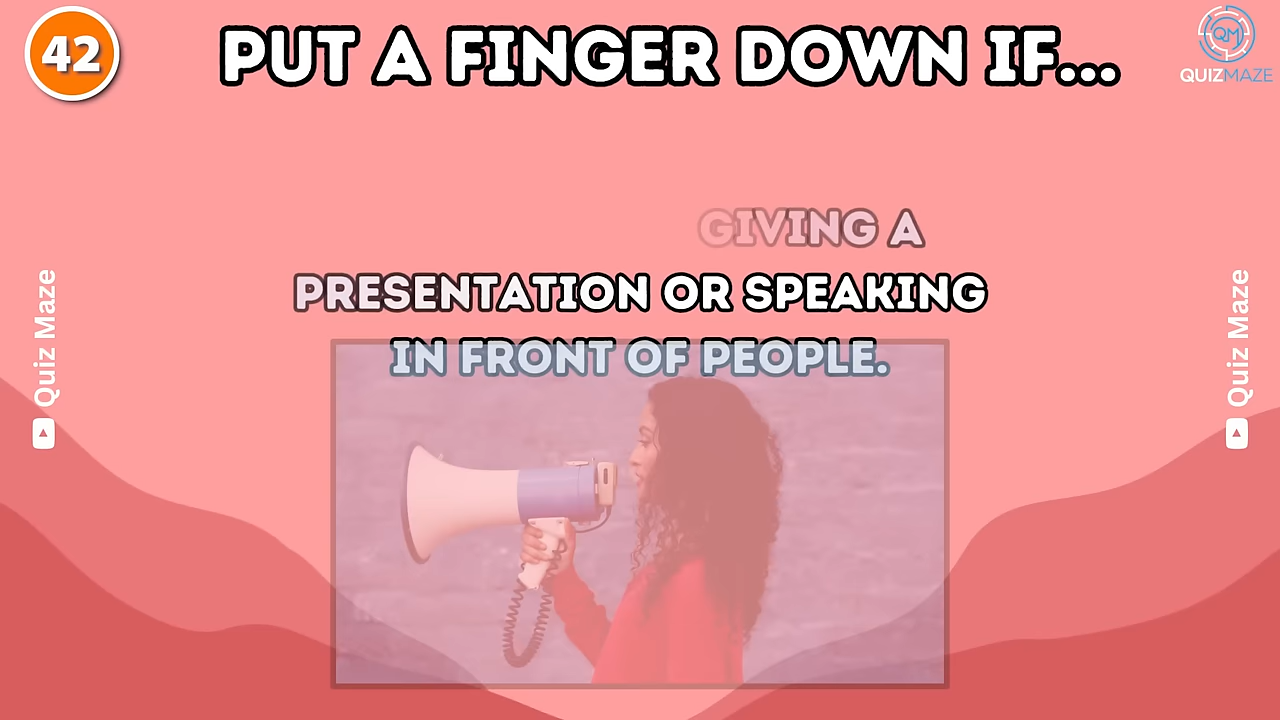 42
PUT A FINGER DOWN IF...
QM
QUIZMAZE
GIVING A
PRESENTATION OR SPEAKING
IN FRONT OF PEOPLE.
Quiz Maze
Quiz Maze